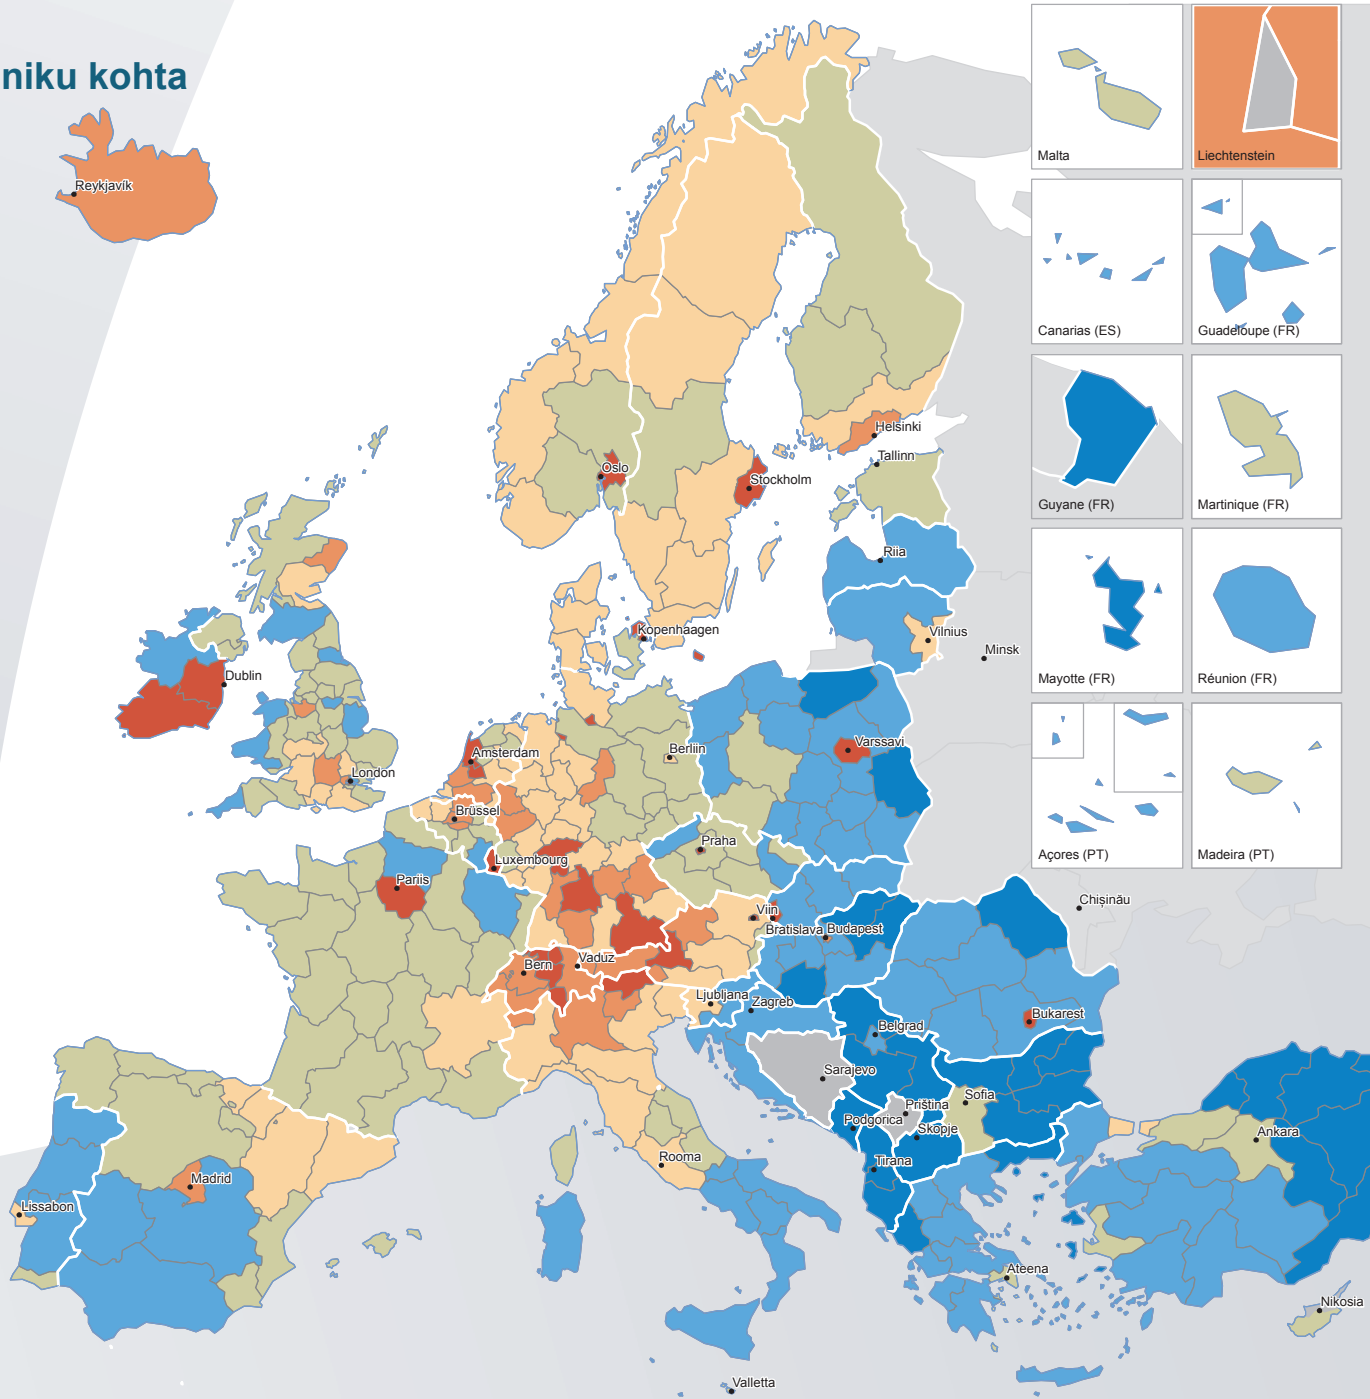 niku kohta
Reykjavík
Malta
Liechtenstein
Canarias (ES)
Guadeloupe (FR)
Guyane (FR)
Martinique (FR)
Mayotte (FR)
Réunion (FR)
Açores (PT)
Madeira (PT)
Oslo
Helsinki
Tallinn
Stockholm
Riia
Kopenhaagen
Vilnius
Minsk
Dublin
Amsterdam
Berliin
Varssavi
London
Brüssel
Praha
Luxembourg
Pariis
Viin
Bratislava
Budapest
Chişinău
Bern
Vaduz
Ljubljana
Zagreb
Bukarest
Belgrad
Sarajevo
Priština
Sofia
Podgorica
Skopje
Ankara
Rooma
Tirana
Madrid
Lissabon
Ateena
Nikosia
Valletta